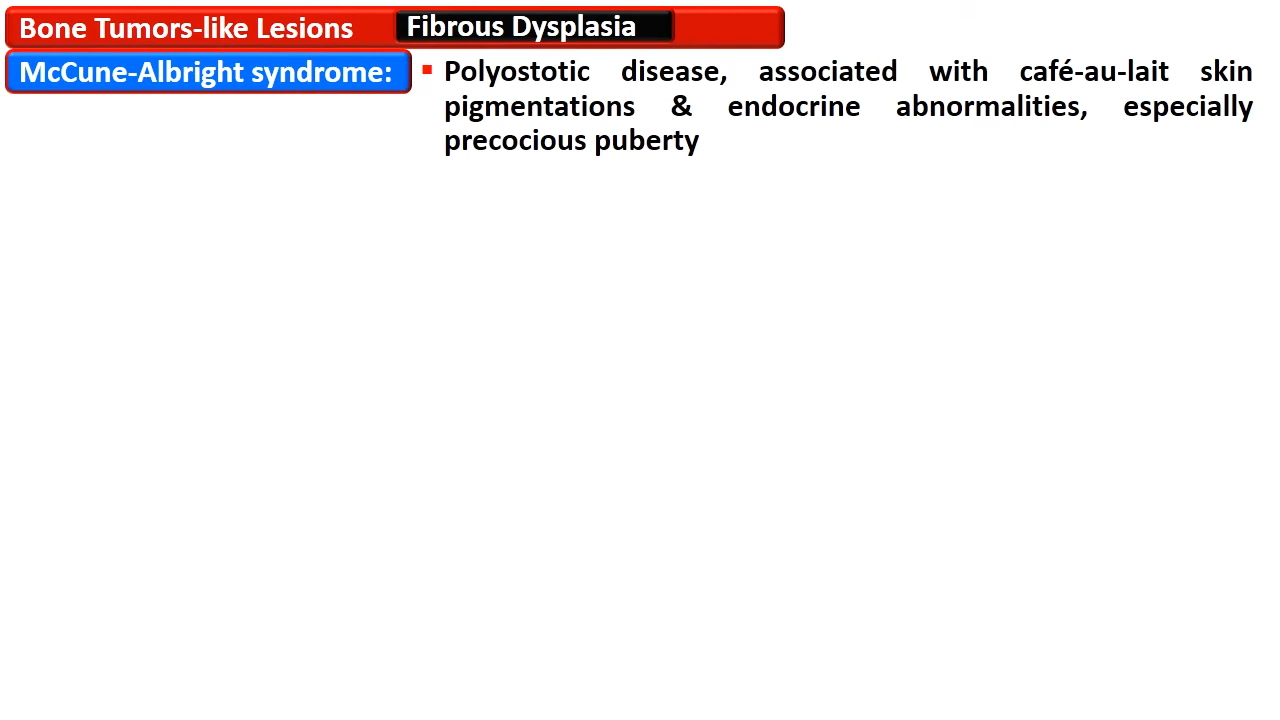 Bone Tumors-like Lesions Fibrous Dysplasia
McCune-Albright syndrome: ▪ Polyostotic disease, associated with café-au-lait skin
pigmentations & endocrine abnormalities, especially
precocious puberty